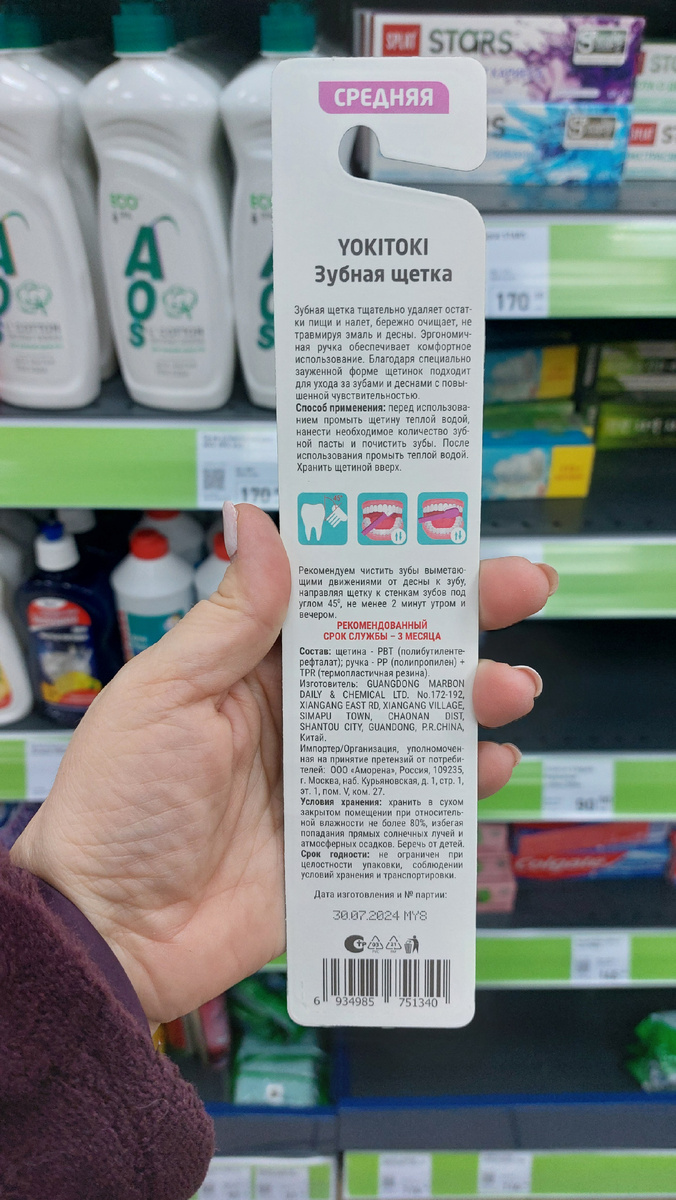 SPLAT STARS
СРЕДНЯЯ
ECO
AOS
170
YOKITOKI
Зубная щетка
Зубная щетка тщательно удаляет остат-
ки пищи и налет, бережно очищает, не
травмируя эмаль и десны. Эргономич-
ная ручка обеспечивает комфортное
использование. Благодаря специально
зауженной форме щетинок подходит
для ухода за зубами и деснами с повы-
шенной чувствительностью.
Способ применения: перед использова-
нием промыть щетину теплой водой,
нанести необходимое количество зуб-
ной пасты и почистить зубы. После
использования промыть теплой водой.
Хранить щетиной вверх.
45°
Рекомендуем чистить зубы выметаю-
щими движениями от десны к зубу,
направляя щетку к стенкам зубов под
углом 45⁰, не менее 2 минут утром и
вечером.
РЕКОМЕНДОВАННЫЙ
СРОК СЛУЖБЫ – 3 МЕСЯЦА
Состав: щетина - PBT (полибутиленте-
рефталат); ручка - PP (полипропилен) +
TPR (термопластичная резина).
Изготовитель: GUANGDONG MARBON
DAILY & CHEMICAL LTD. No.172-192,
XIANGANG EAST RD, XIANGANG VILLAGE,
SIMAPU TOWN, CHAONAN DIST,
SHANTOU CITY, GUANDONG, P.R.CHINA,
Китай.
Импортер/Организация, уполномочен-
ная на принятие претензий от потреби-
телей: ООО «Аморена», Россия, 109235,
г. Москва, наб. Курьяновская, д.1, стр. 1,
эт. 1, пом. V, ком. 27.
Условия хранения: хранить в сухом
закрытом помещении при относитель-
ной влажности не более 80%, избегая
попадания прямых солнечных лучей и
атмосферных осадков. Беречь от детей.
Срок годности: не ограничен при
целостности упаковки, соблюдении
условий хранения и транспортировки.
Дата изготовления и № партии:
30.07.2024 MY8
6 934985 751340
170
Colgate